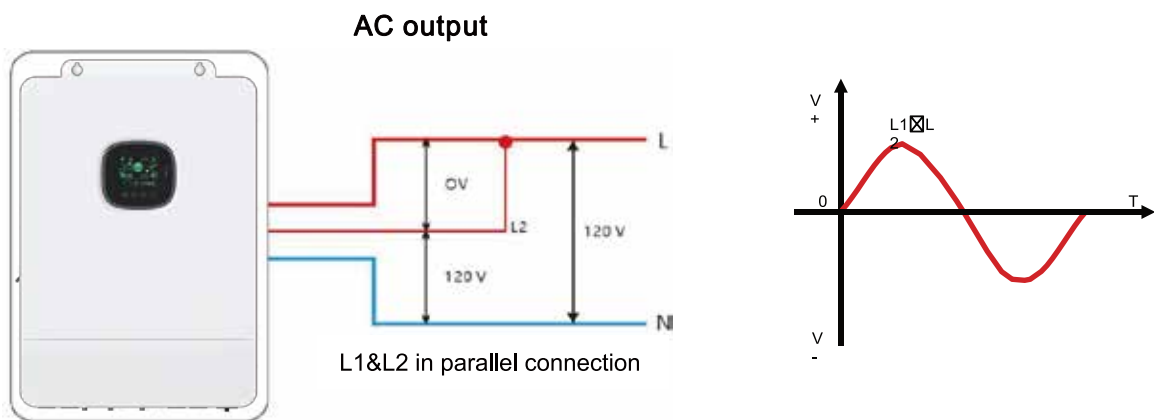 AC output
L
0V
L2
120 V
120 V
N
L1&L2 in parallel connection
V
+
L1☒L
2
0
T
V
-